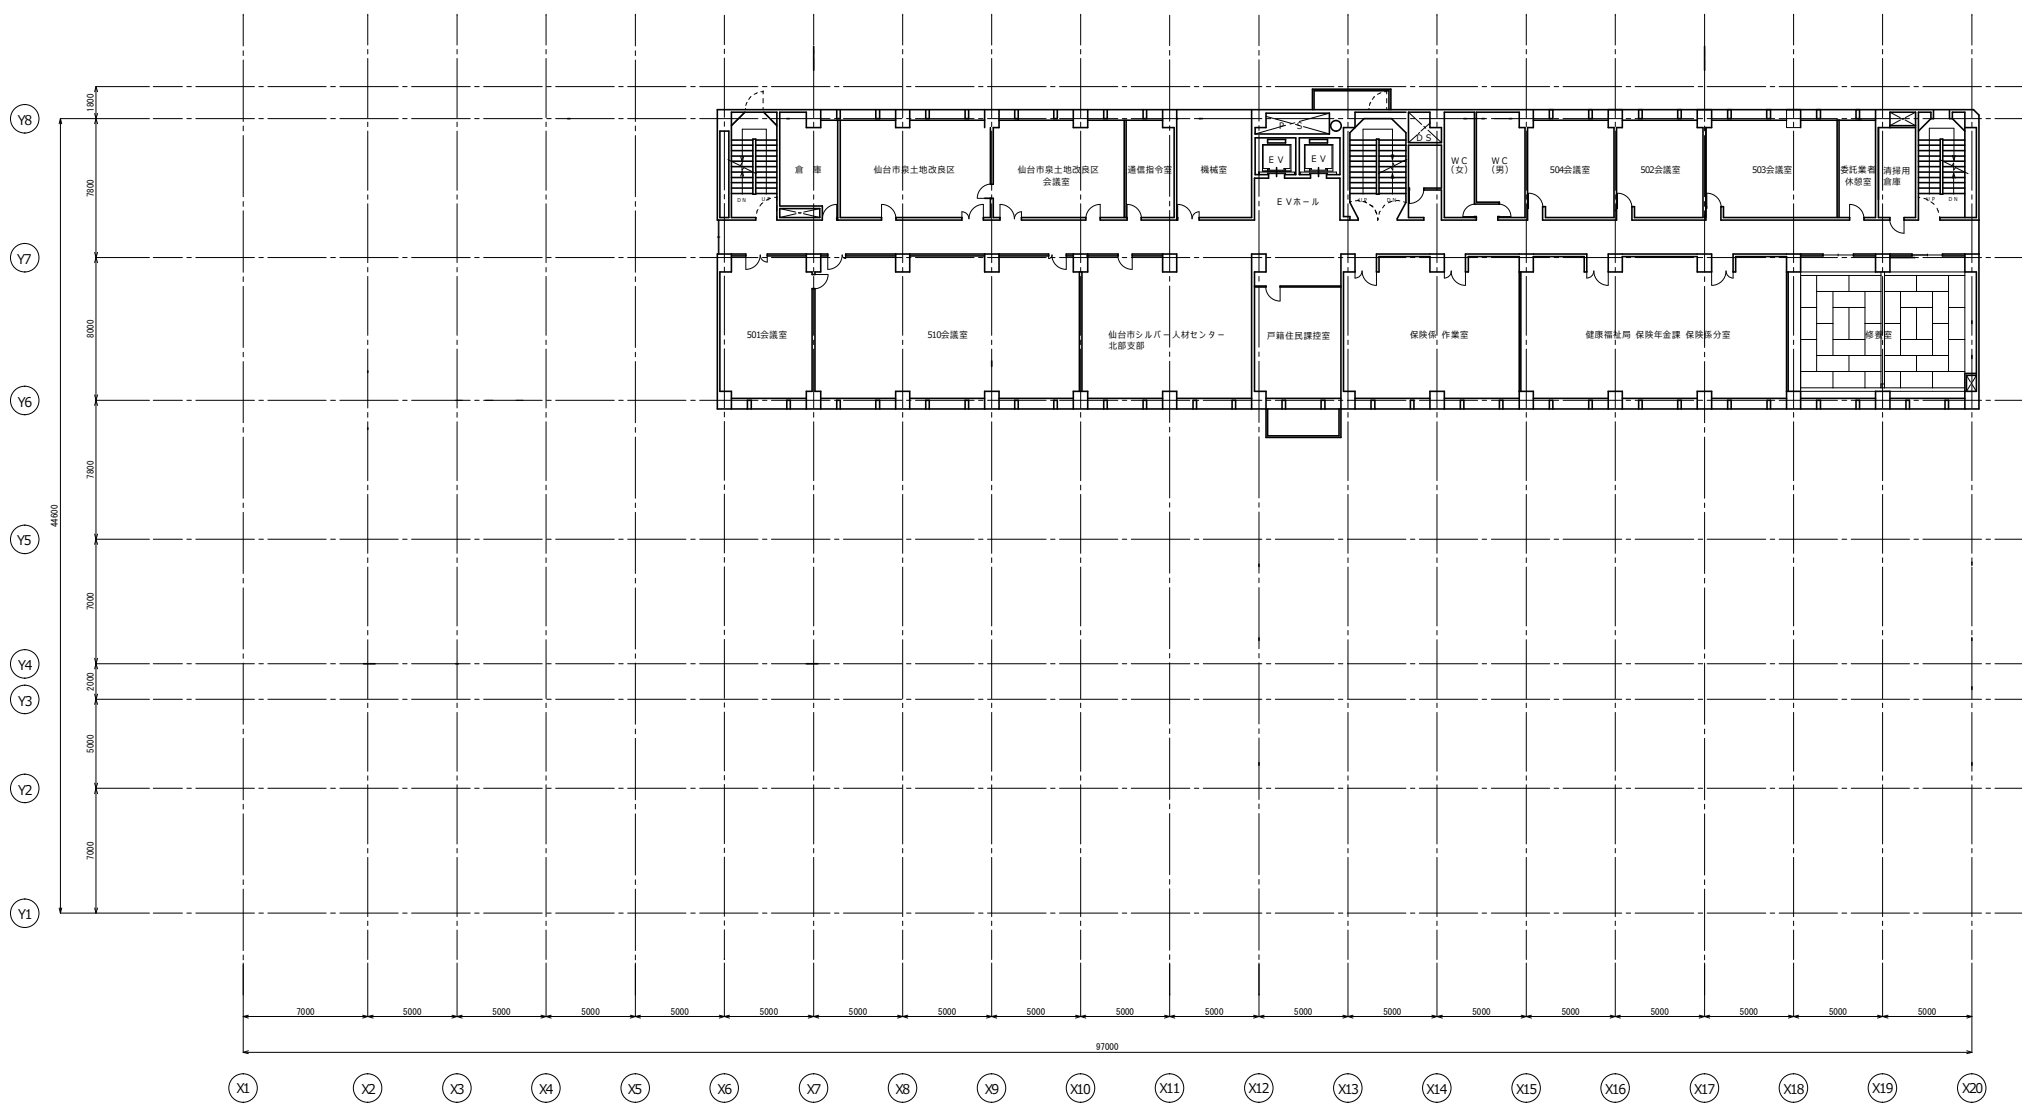 1800
Y8
P S
DS
EV
EV
倉 庫
仙台市泉土地改良区
仙台市泉土地改良区
会議室
通信指令室
機械室
WC
(女)
WC
(男)
504会議室
502会議室
503会議室
委託業者
休憩室
清掃用
倉庫
7800
DN UP
EVホール
UP DN
UP DN
Y7
8000
501会議室
510会議室
仙台市シルバー人材センター
北部支部
戸籍住民課控室
保険係 作業室
健康福祉局 保険年金課 保険係分室
修養室
Y6
7800
44600
Y5
7000
Y4
2000
Y3
5000
Y2
7000
Y1
7000 5000 5000 5000 5000 5000 5000 5000 5000 5000 5000 5000 5000 5000 5000 5000 5000 5000 5000
97000
X1 X2 X3 X4 X5 X6 X7 X8 X9 X10 X11 X12 X13 X14 X15 X16 X17 X18 X19 X20